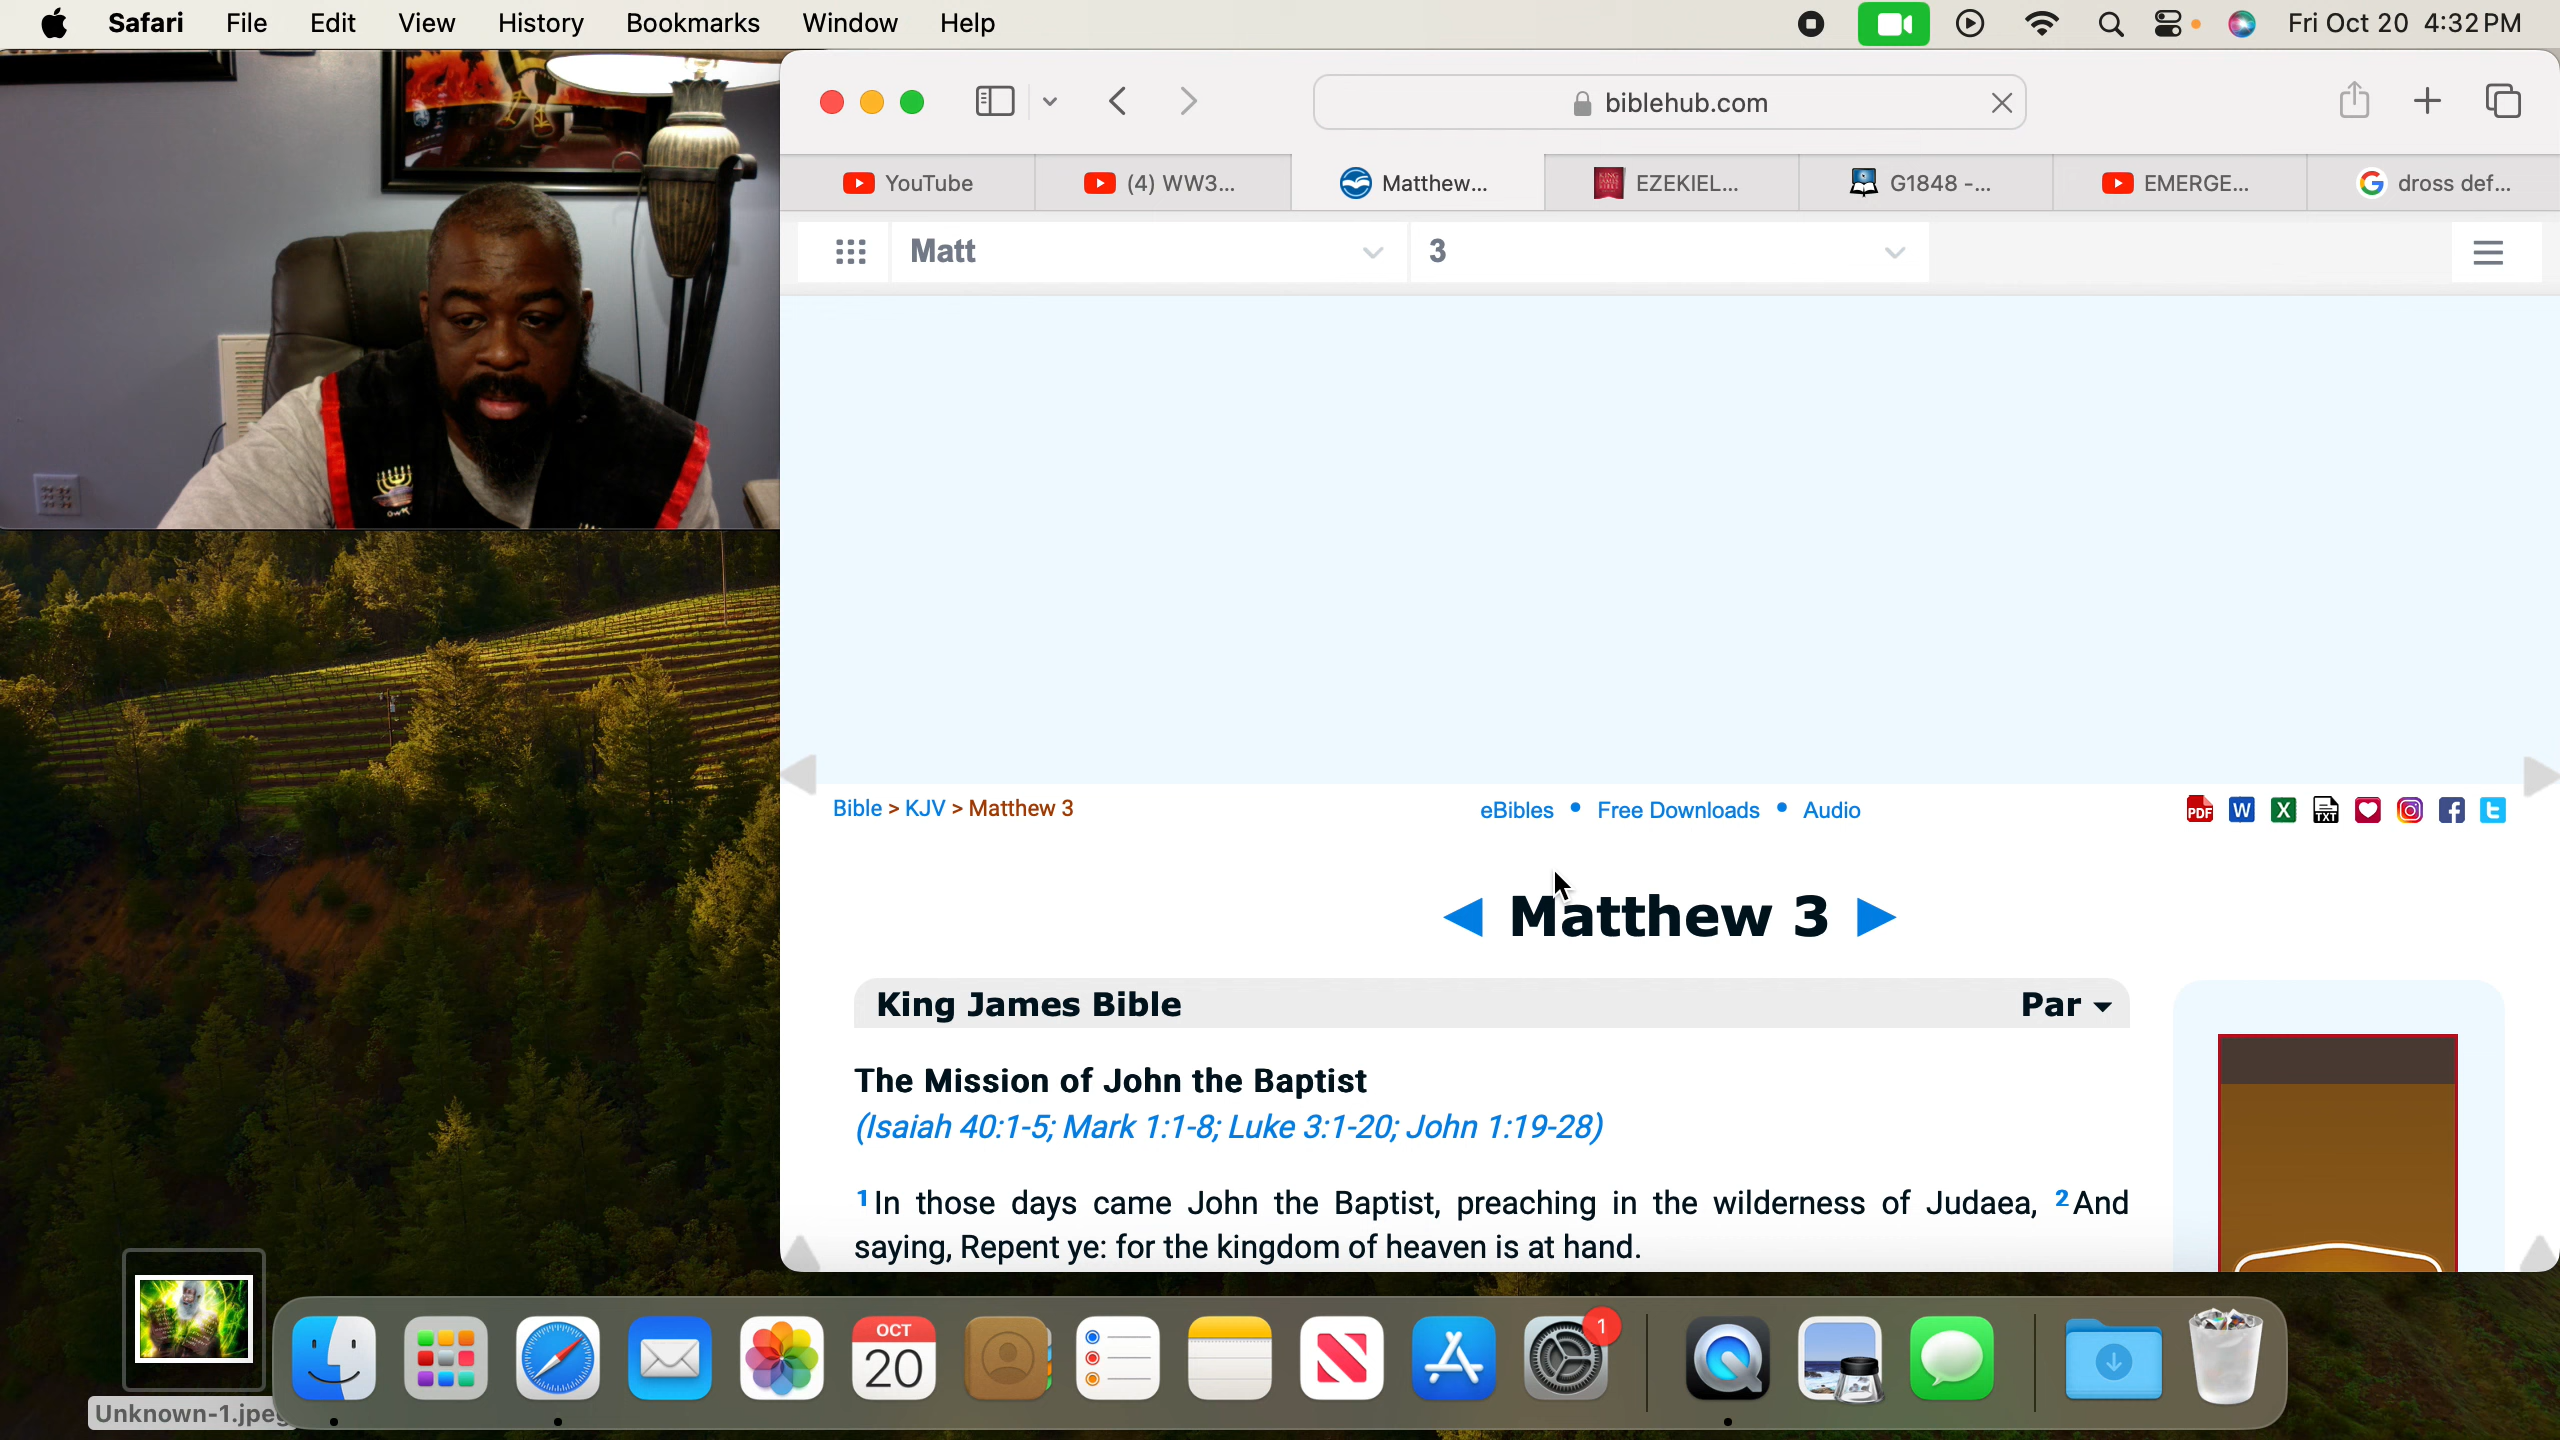 Safari File Edit View History Bookmarks Window Help Fri Oct 20 4:32 PM
biblehub.com
YouTube (4) WW3... Matthew... EZEKIEL... G1848 -... EMERGE... dross def...
Matt 3
Bible > KJV > Matthew 3 eBibles • Free Downloads • Audio PDF W X TXT
Matthew 3
King James Bible Par
The Mission of John the Baptist
(Isaiah 40:1-5; Mark 1:1-8; Luke 3:1-20; John 1:19-28)
1 In those days came John the Baptist, preaching in the wilderness of Judaea, 2 And
saying, Repent ye: for the kingdom of heaven is at hand.
OCT
20
1
Unknown-1.jpeg